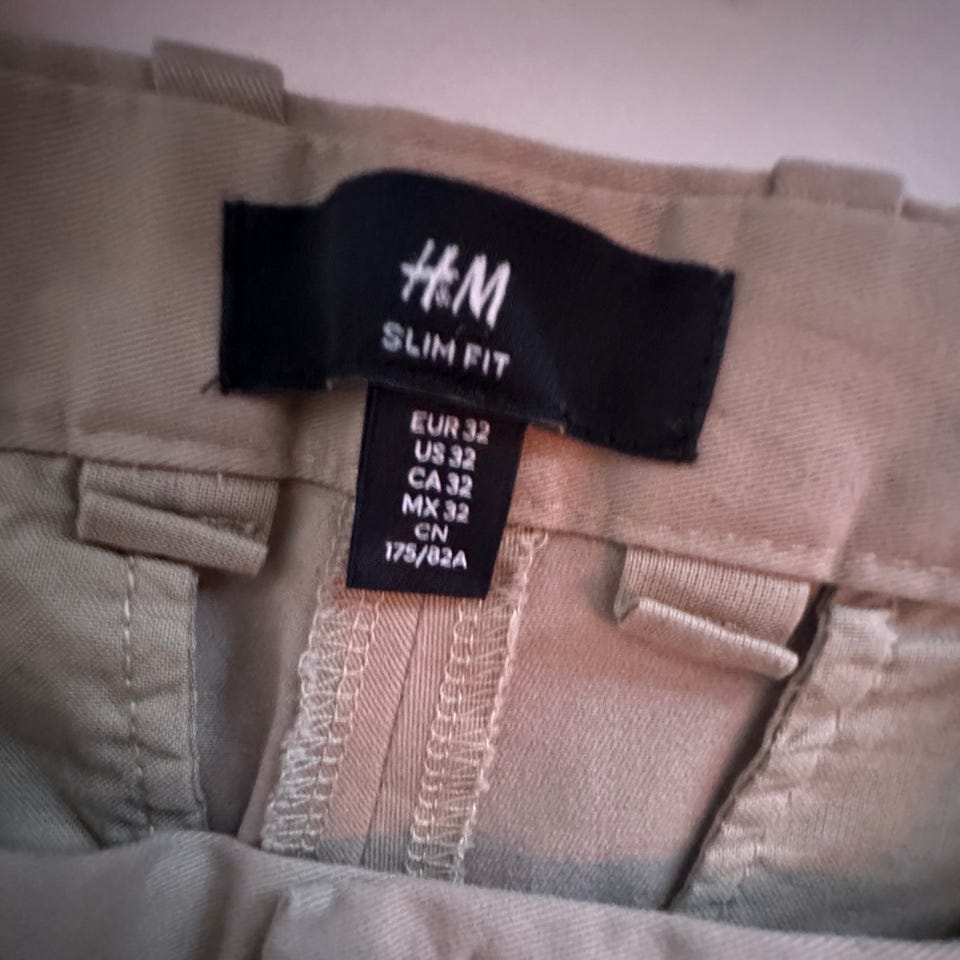 H&M
SLIM FIT
EUR 32
US 32
CA 32
MX 32
CN
175/82A